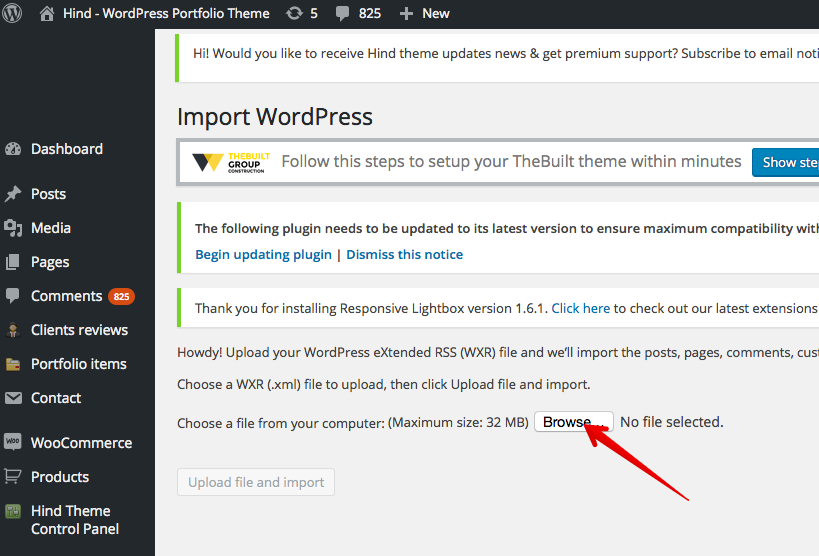 Hind - WordPress Portfolio Theme 5 825 + New
Hi! Would you like to receive Hind theme updates news & get premium support? Subscribe to email
Import WordPress
THEBUILT
GROUP
CONSTRUCTION
Follow this steps to setup your TheBuilt theme within minutes
Show
The following plugin needs to be updated to its latest version to ensure maximum compatibility
Begin updating plugin | Dismiss this notice
Thank you for installing Responsive Lightbox version 1.6.1. Click here to check out our latest extensions
Howdy! Upload your WordPress eXtended RSS (WXR) file and we'll import the posts, pages, comments,
Choose a WXR (.xml) file to upload, then click Upload file and import.
Choose a file from your computer: (Maximum size: 32 MB) Browse... No file selected.
Upload file and import
Dashboard
Posts
Media
Pages
Comments 825
Clients reviews
Portfolio items
Contact
Woo WooCommerce
Products
Hind Theme
Control Panel